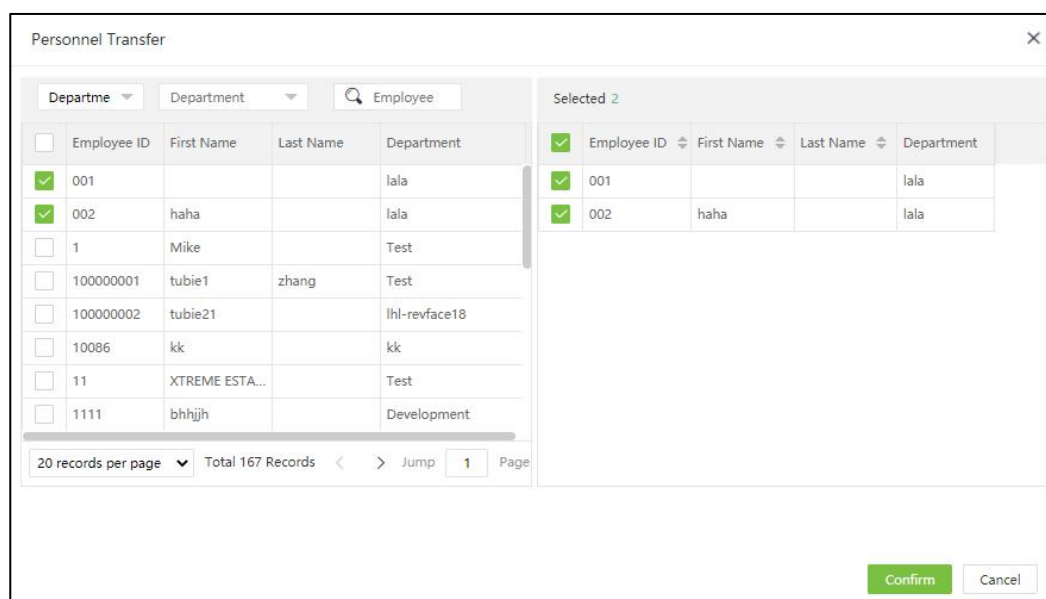 Personnel Transfer
Departme Department Employee
Employee ID First Name Last Name Department
001 lala
002 haha lala
1 Mike Test
100000001 tubie1 zhang Test
100000002 tubie21 lhl-revface18
10086 kk kk
11 XTREME ESTA... Test
1111 bhhjjh Development
20 records per page Total 167 Records < > Jump 1 Page
Selected 2
Employee ID First Name Last Name Department
001 lala
002 haha lala
Confirm Cancel